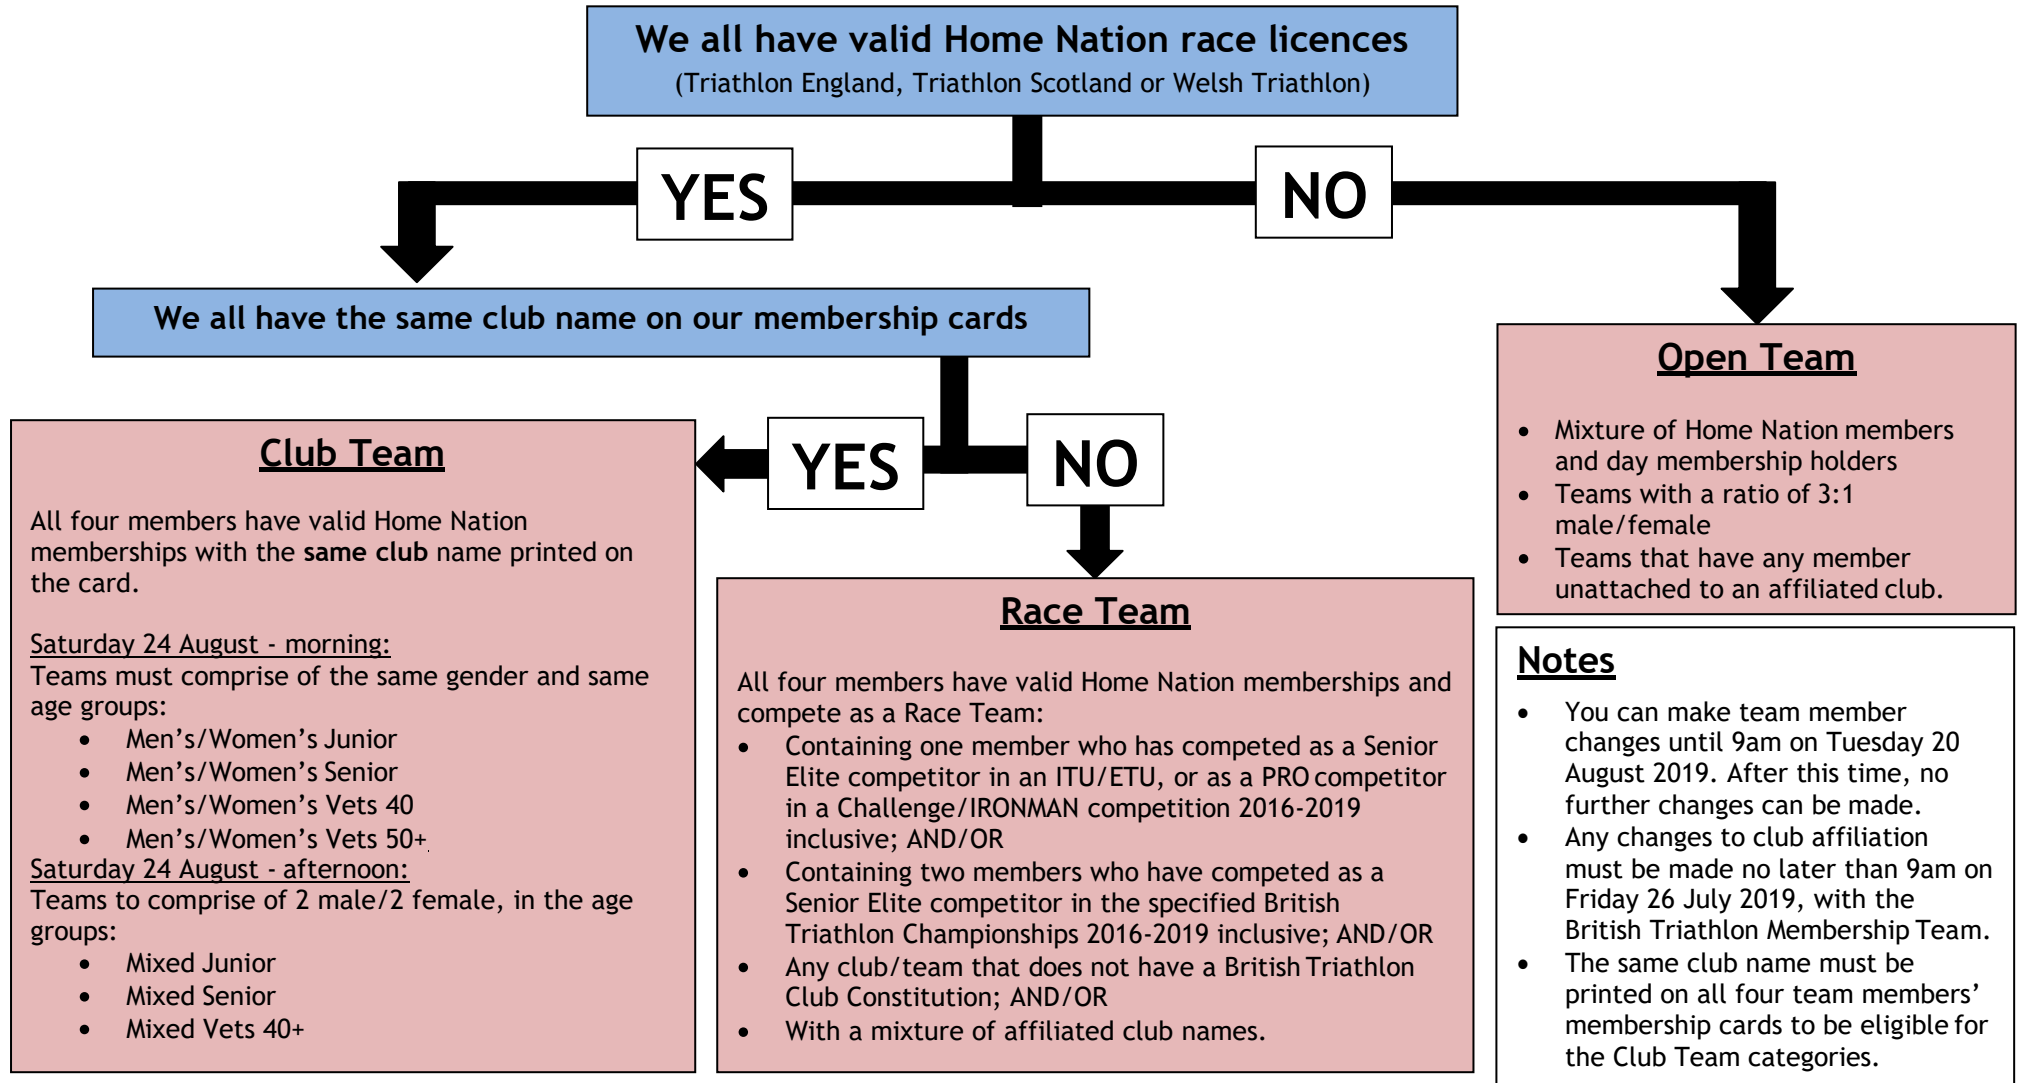 We all have valid Home Nation race licences
(Triathlon England, Triathlon Scotland or Welsh Triathlon)
YES
NO
We all have the same club name on our membership cards
YES
NO
Club Team
All four members have valid Home Nation
memberships with the same club name printed on
the card.
Saturday 24 August - morning:
Teams must comprise of the same gender and same
age groups:
• Men's/Women's Junior
• Men's/Women's Senior
• Men's/Women's Vets 40
• Men's/Women's Vets 50+
Saturday 24 August - afternoon:
Teams to comprise of 2 male/2 female, in the age
groups:
• Mixed Junior
• Mixed Senior
• Mixed Vets 40+
Race Team
All four members have valid Home Nation memberships and
compete as a Race Team:
• Containing one member who has competed as a Senior
Elite competitor in an ITU/ETU, or as a PRO competitor
in a Challenge/IRONMAN competition 2016-2019
inclusive; AND/OR
• Containing two members who have competed as a
Senior Elite competitor in the specified British
Triathlon Championships 2016-2019 inclusive; AND/OR
• Any club/team that does not have a British Triathlon
Club Constitution; AND/OR
• With a mixture of affiliated club names.
Open Team
• Mixture of Home Nation members
and day membership holders
• Teams with a ratio of 3:1
male/female
• Teams that have any member
unattached to an affiliated club.
Notes
• You can make team member
changes until 9am on Tuesday 20
August 2019. After this time, no
further changes can be made.
• Any changes to club affiliation
must be made no later than 9am on
Friday 26 July 2019, with the
British Triathlon Membership Team.
• The same club name must be
printed on all four team members'
membership cards to be eligible for
the Club Team categories.